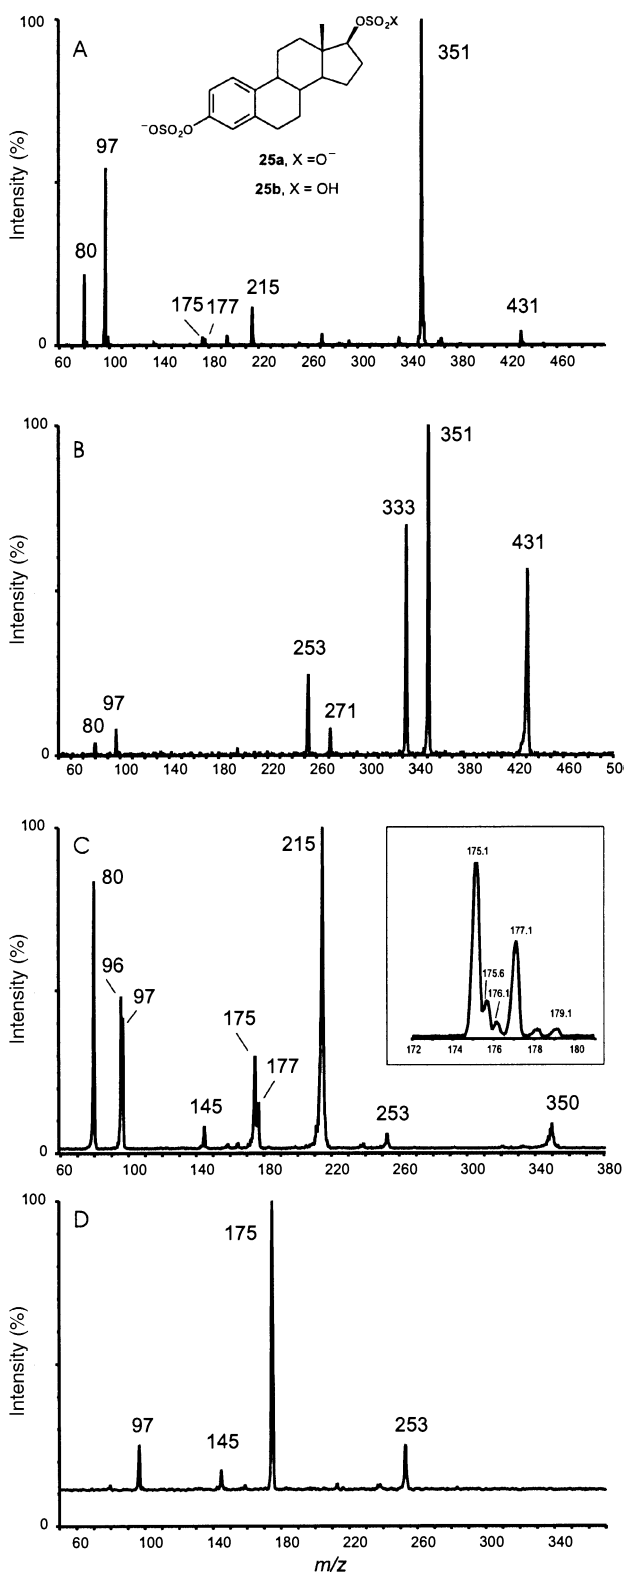 100
A
OSO₂X
351
⁻OSO₂O
97
25a, X =O⁻
25b, X = OH
Intensity (%)
80
175
177
215
431
0
60 100 140 180 220 260 300 340 380 420 460
100
B
351
333
431
Intensity (%)
253
97
271
80
0
60 100 140 180 220 260 300 340 380 420 460 50
100
C
215
80
175.1
177.1
96
97
175.6
176.1
179.1
172 174 176 178 180
Intensity (%)
175
177
145
253
350
0
60 100 140 180 220 260 300 340 380
100
D
175
Intensity (%)
97
145
253
0
60 100 140 180 220 260 300 340
m/z